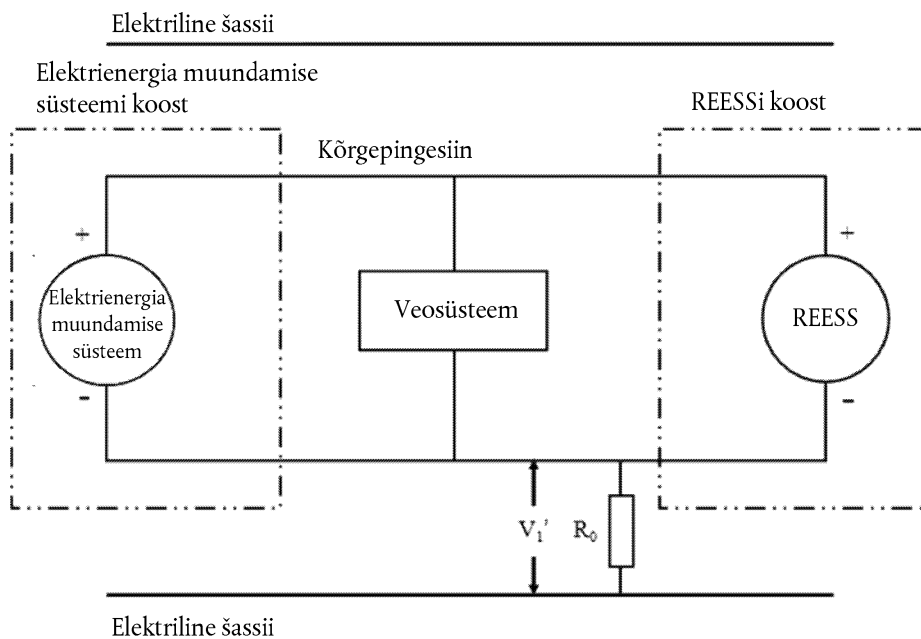 Elektriline šassii
Elektrienergia muundamise
süsteemi koost
REESSi koost
Kõrgepingesiin
+
+
Elektrienergia
muundamise
süsteem
Veosüsteem
REESS
-
-
V₁’
R₀
Elektriline šassii